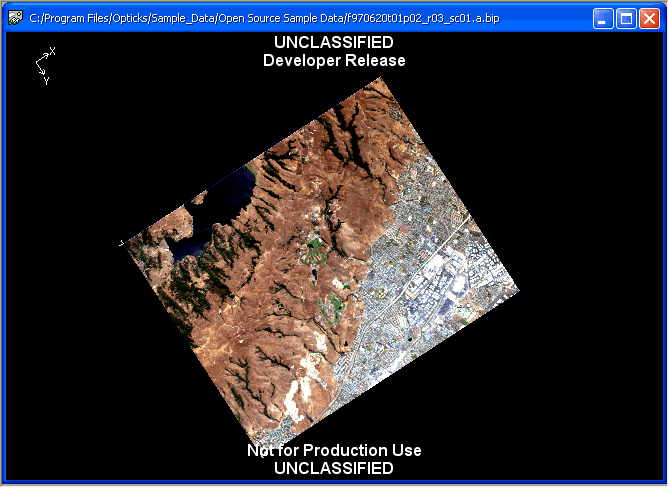 C:/Program Files/Opticks/Sample_Data/Open Source Sample Data/f970620t01p02_r03_sc01.a.bip
UNCLASSIFIED
Developer Release
X
Y
Not for Production Use
UNCLASSIFIED